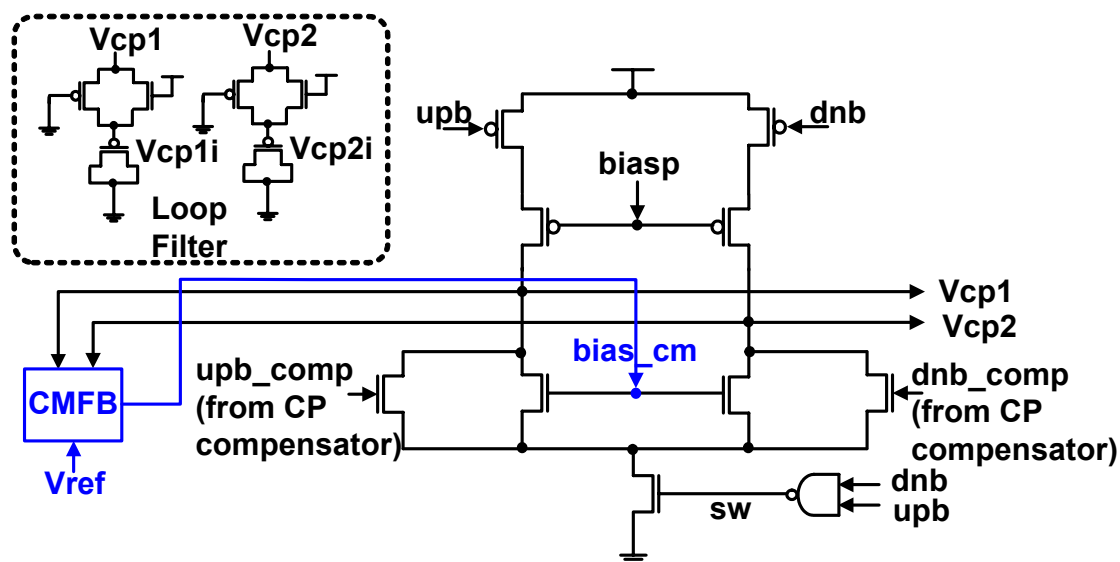 Vcp1
Vcp2
Vcp1i
Vcp2i
Loop
Filter
upb
dnb
biasp
Vcp1
Vcp2
bias_cm
CMFB
Vref
upb_comp
(from CP
compensator)
dnb_comp
(from CP
compensator)
sw
dnb
upb